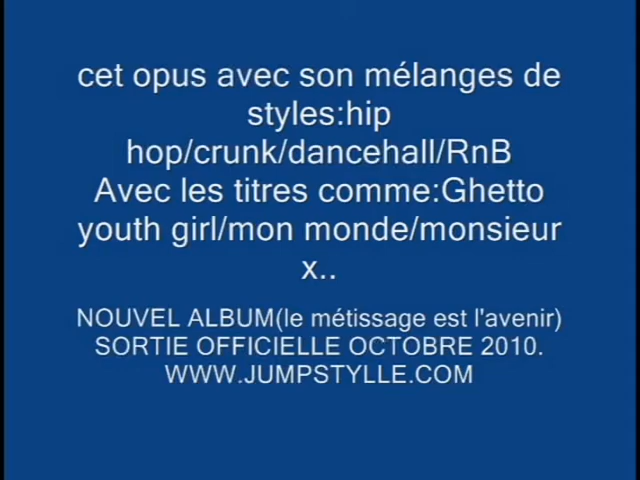 cet opus avec son mélanges de
styles:hip
hop/crunk/dancehall/RnB
Avec les titres comme:Ghetto
youth girl/mon monde/monsieur
x..
NOUVEL ALBUM(le métissage est l'avenir)
SORTIE OFFICIELLE OCTOBRE 2010.
WWW.JUMPSTYLLE.COM